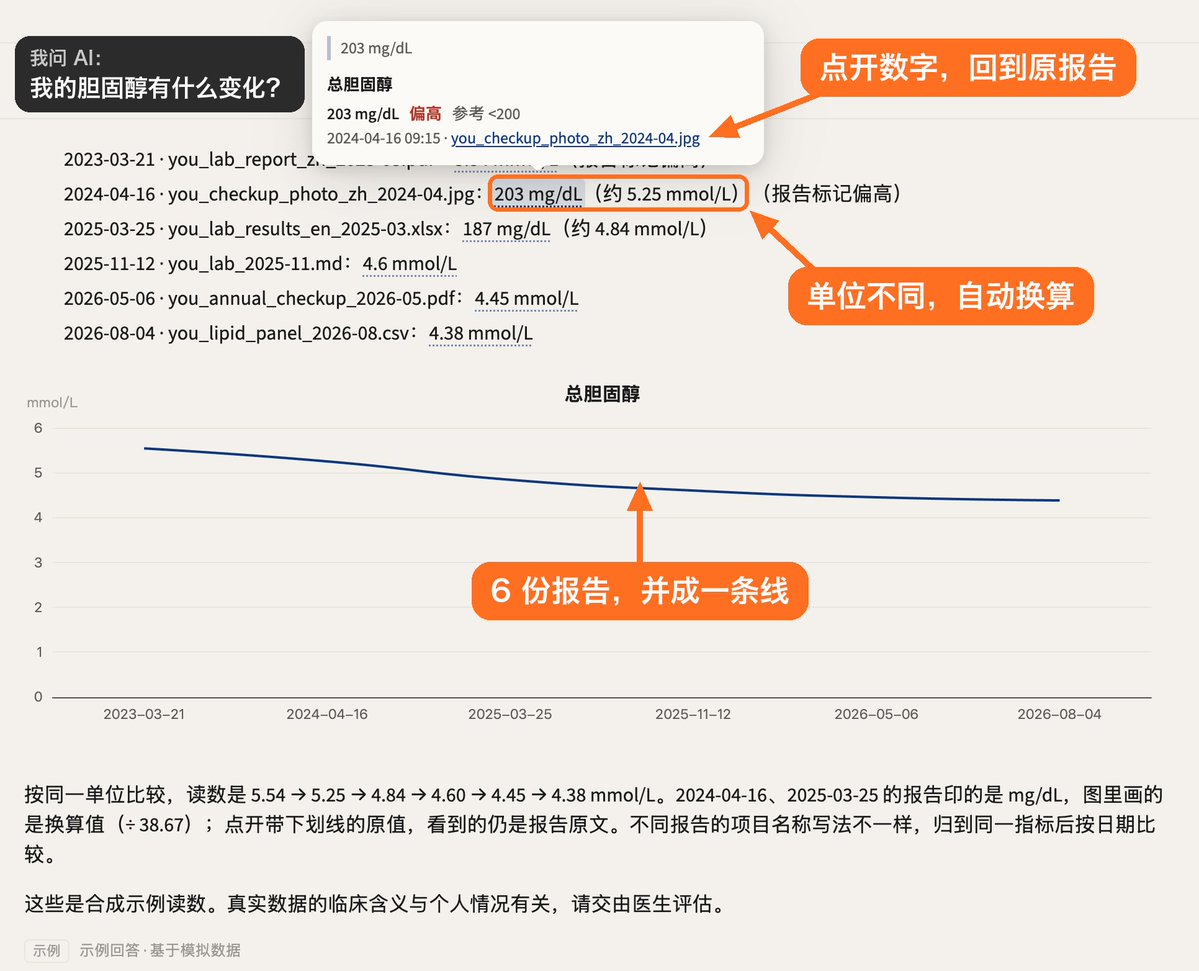 我问 AI:
我的胆固醇有什么变化?
203 mg/dL
总胆固醇
203 mg/dL 偏高 参考 <200
2024-04-16 09:15 · you_checkup_photo_zh_2024-04.jpg
点开数字，回到原报告
2023-03-21 · you_lab_report_
2024-04-16 · you_checkup_photo_zh_2024-04.jpg： 203 mg/dL（约 5.25 mmol/L）（报告标记偏高）
2025-03-25 · you_lab_results_en_2025-03.xlsx： 187 mg/dL（约 4.84 mmol/L）
2025-11-12 · you_lab_2025-11.md： 4.6 mmol/L
2026-05-06 · you_annual_checkup_2026-05.pdf： 4.45 mmol/L
2026-08-04 · you_lipid_panel_2026-08.csv： 4.38 mmol/L
单位不同，自动换算
总胆固醇
mmol/L
6
5
4
3
2
1
0
6 份报告，并成一条线
2023–03–21 2024–04–16 2025–03–25 2025–11–12 2026–05–06 2026–08–04
按同一单位比较，读数是 5.54 → 5.25 → 4.84 → 4.60 → 4.45 → 4.38 mmol/L。2024-04-16、2025-03-25 的报告印的是 mg/dL，图里画的
是换算值（÷ 38.67）；点开带下划线的原值，看到的仍是报告原文。不同报告的项目名称写法不一样，归到同一指标后按日期比
较。
这些是合成示例读数。真实数据的临床含义与个人情况有关，请交由医生评估。
示例 示例回答 · 基于模拟数据